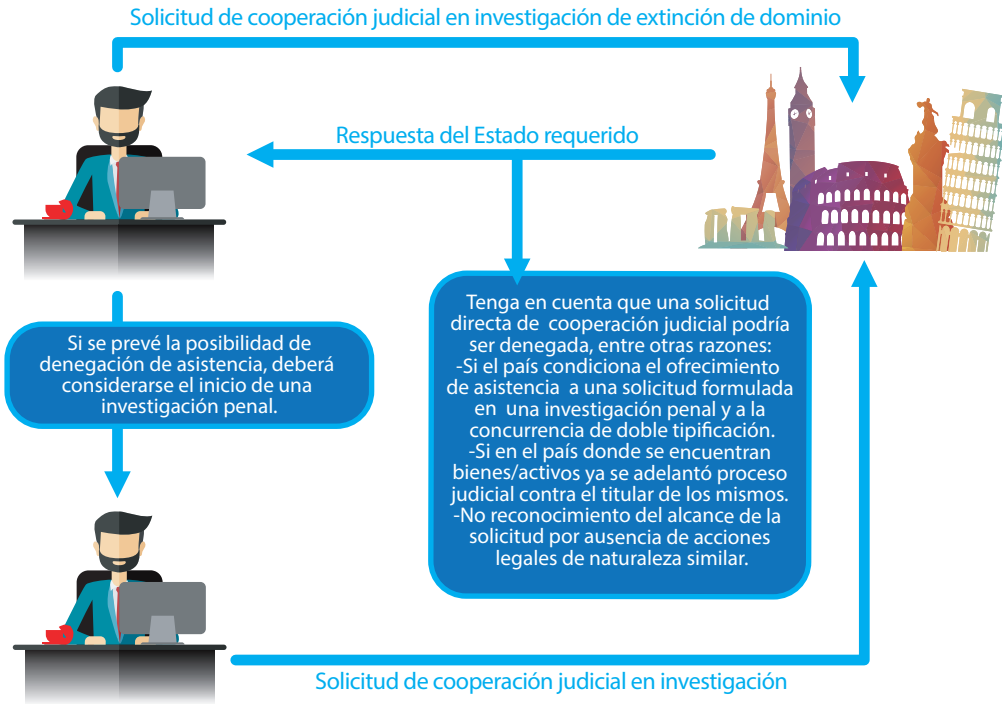 Solicitud de cooperación judicial en investigación de extinción de dominio
Respuesta del Estado requerido
Tenga en cuenta que una solicitud
directa de cooperación judicial podría
ser denegada, entre otras razones:
-Si el país condiciona el ofrecimiento
de asistencia a una solicitud formulada
en una investigación penal y a la
concurrencia de doble tipificación.
-Si en el país donde se encuentran
bienes/activos ya se adelantó proceso
judicial contra el titular de los mismos.
-No reconocimiento del alcance de la
solicitud por ausencia de acciones
legales de naturaleza similar.
Si se prevé la posibilidad de
denegación de asistencia, deberá
considerarse el inicio de una
investigación penal.
Solicitud de cooperación judicial en investigación